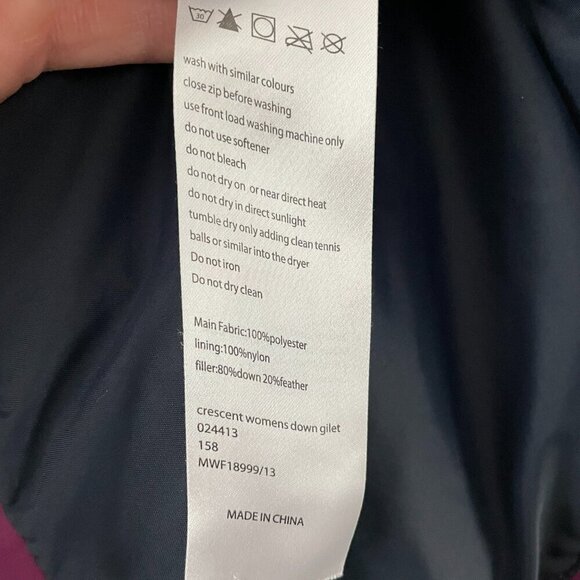 30
wash with similar colours
close zip before washing
use front load washing machine only
do not use softener
do not bleach
do not dry on or near direct heat
do not dry in direct sunlight
tumble dry only adding clean tennis
balls or similar into the dryer
Do not iron
Do not dry clean
Main Fabric:100%polyester
lining:100%nylon
filler:80%down 20%feather
crescent womens down gilet
024413
158
MWF18999/13
MADE IN CHINA